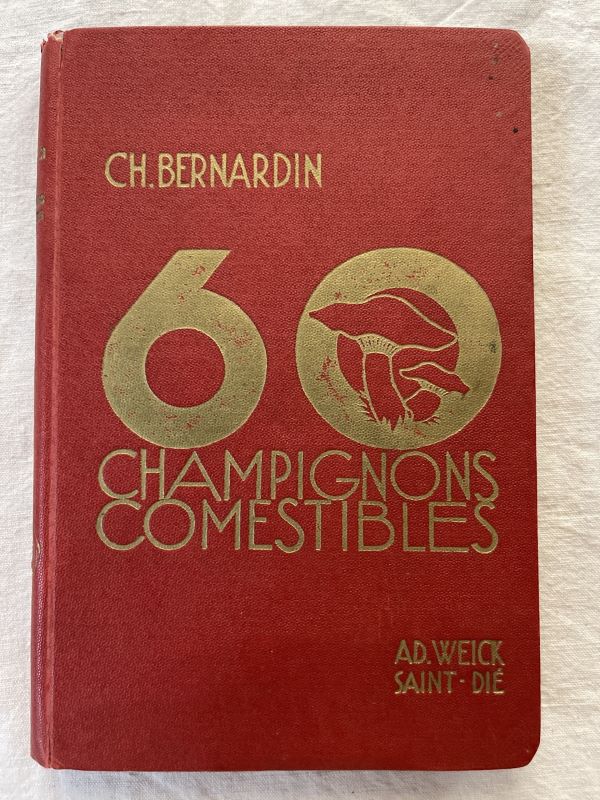 CH. BERNARDIN
60
CHAMPIGNONS
COMESTIBLES
AD. WEICK
SAINT-DIÉ